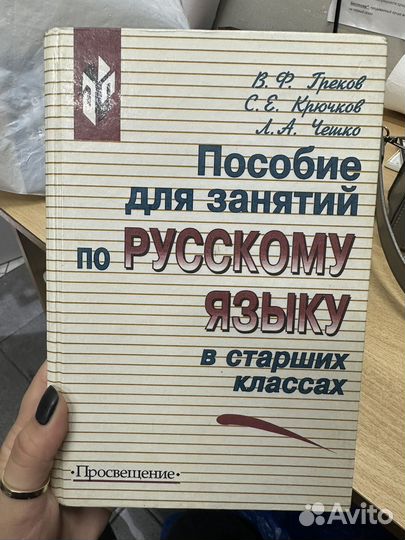 В. Ф. Греков
С. Е. Крючков
Л. А. Чешко
Пособие
для занятий
по РУССКОМУ
ЯЗЫКУ
в старших
классах
•Просвещение•
Avito